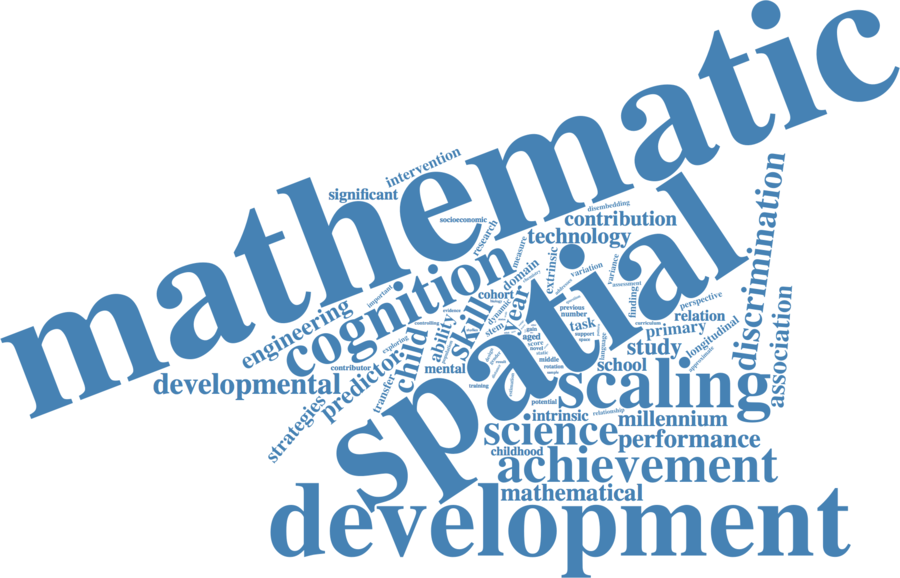 mathematic
intervention
significant
disembedding
socioeconomic
contribution
research
technology
measure
discrimination
spatial
cognition
extrinsic
domain
variation
variance
assessment
important
engineering
cohort
year
skill
dynamic
previous
number
finding
perspective
relation
association
evidence
controlling
stem
task
support
space
curriculum
primary
longitudinal
ability
exploring
child
gain
aged
score
novel
static
language
study
approximate
contributor
predictor
mental
middle
rotation
school
developmental
transfer
training
scaling
strategies
potential
intrinsic
relationship
millennium
science
performance
childhood
achievement
mathematical
development